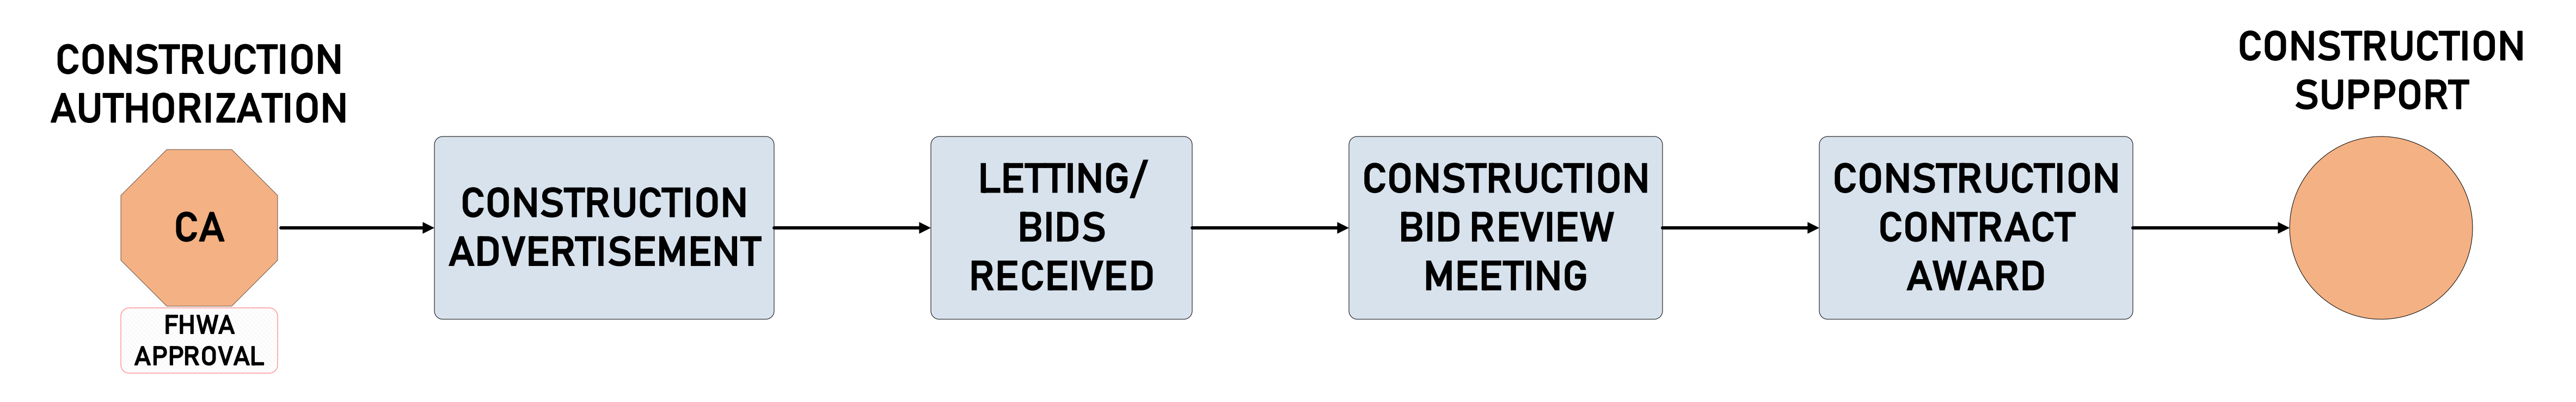 CONSTRUCTION
AUTHORIZATION
CA
FHWA
APPROVAL
CONSTRUCTION
ADVERTISEMENT
LETTING/
BIDS
RECEIVED
CONSTRUCTION
BID REVIEW
MEETING
CONSTRUCTION
CONTRACT
AWARD
CONSTRUCTION
SUPPORT